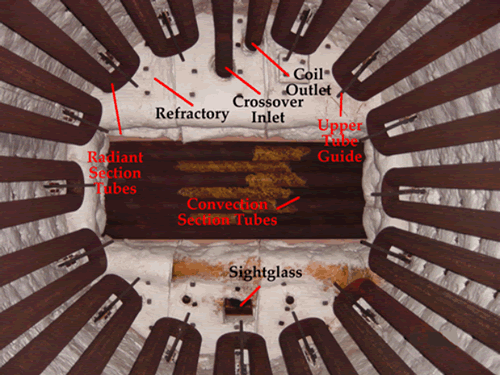 Coil
Outlet
Refractory
Crossover
Inlet
Upper
Tube
Guide
Radiant
Section
Tubes
Convection
Section Tubes
Sightglass